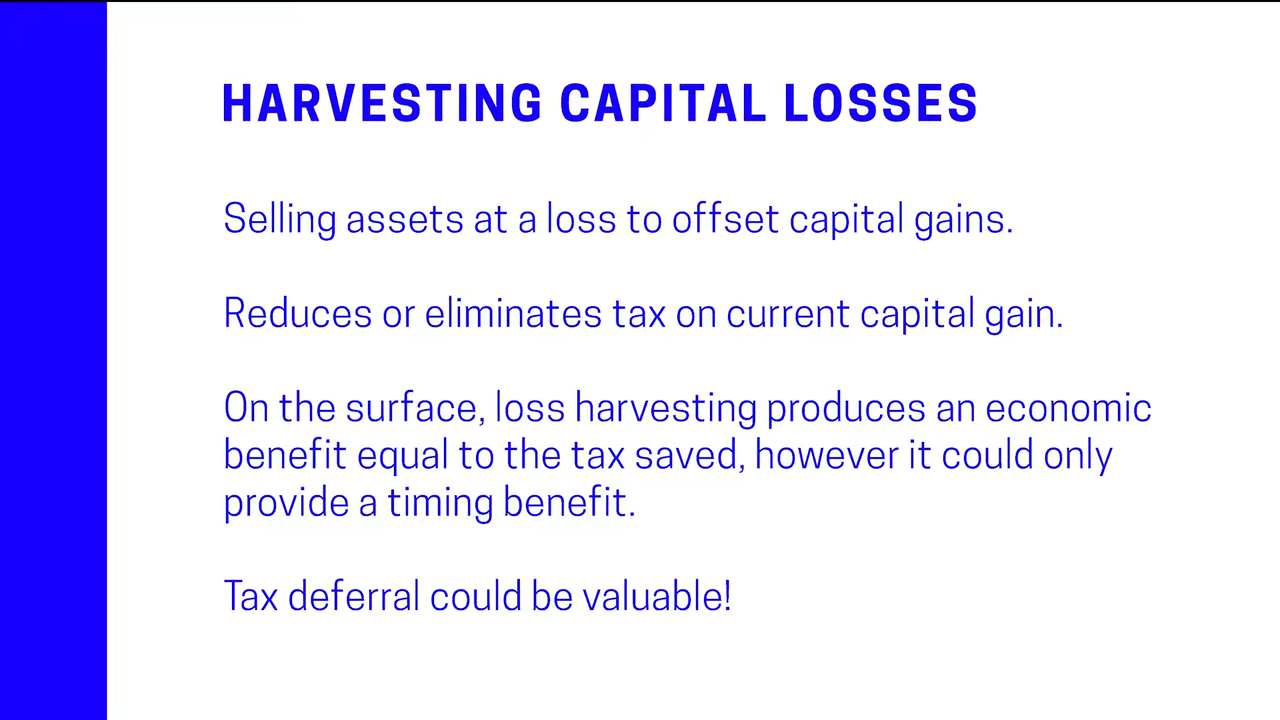 HARVESTING CAPITAL LOSSES
Selling assets at a loss to offset capital gains.
Reduces or eliminates tax on current capital gain.
On the surface, loss harvesting produces an economic
benefit equal to the tax saved, however it could only
provide a timing benefit.
Tax deferral could be valuable!